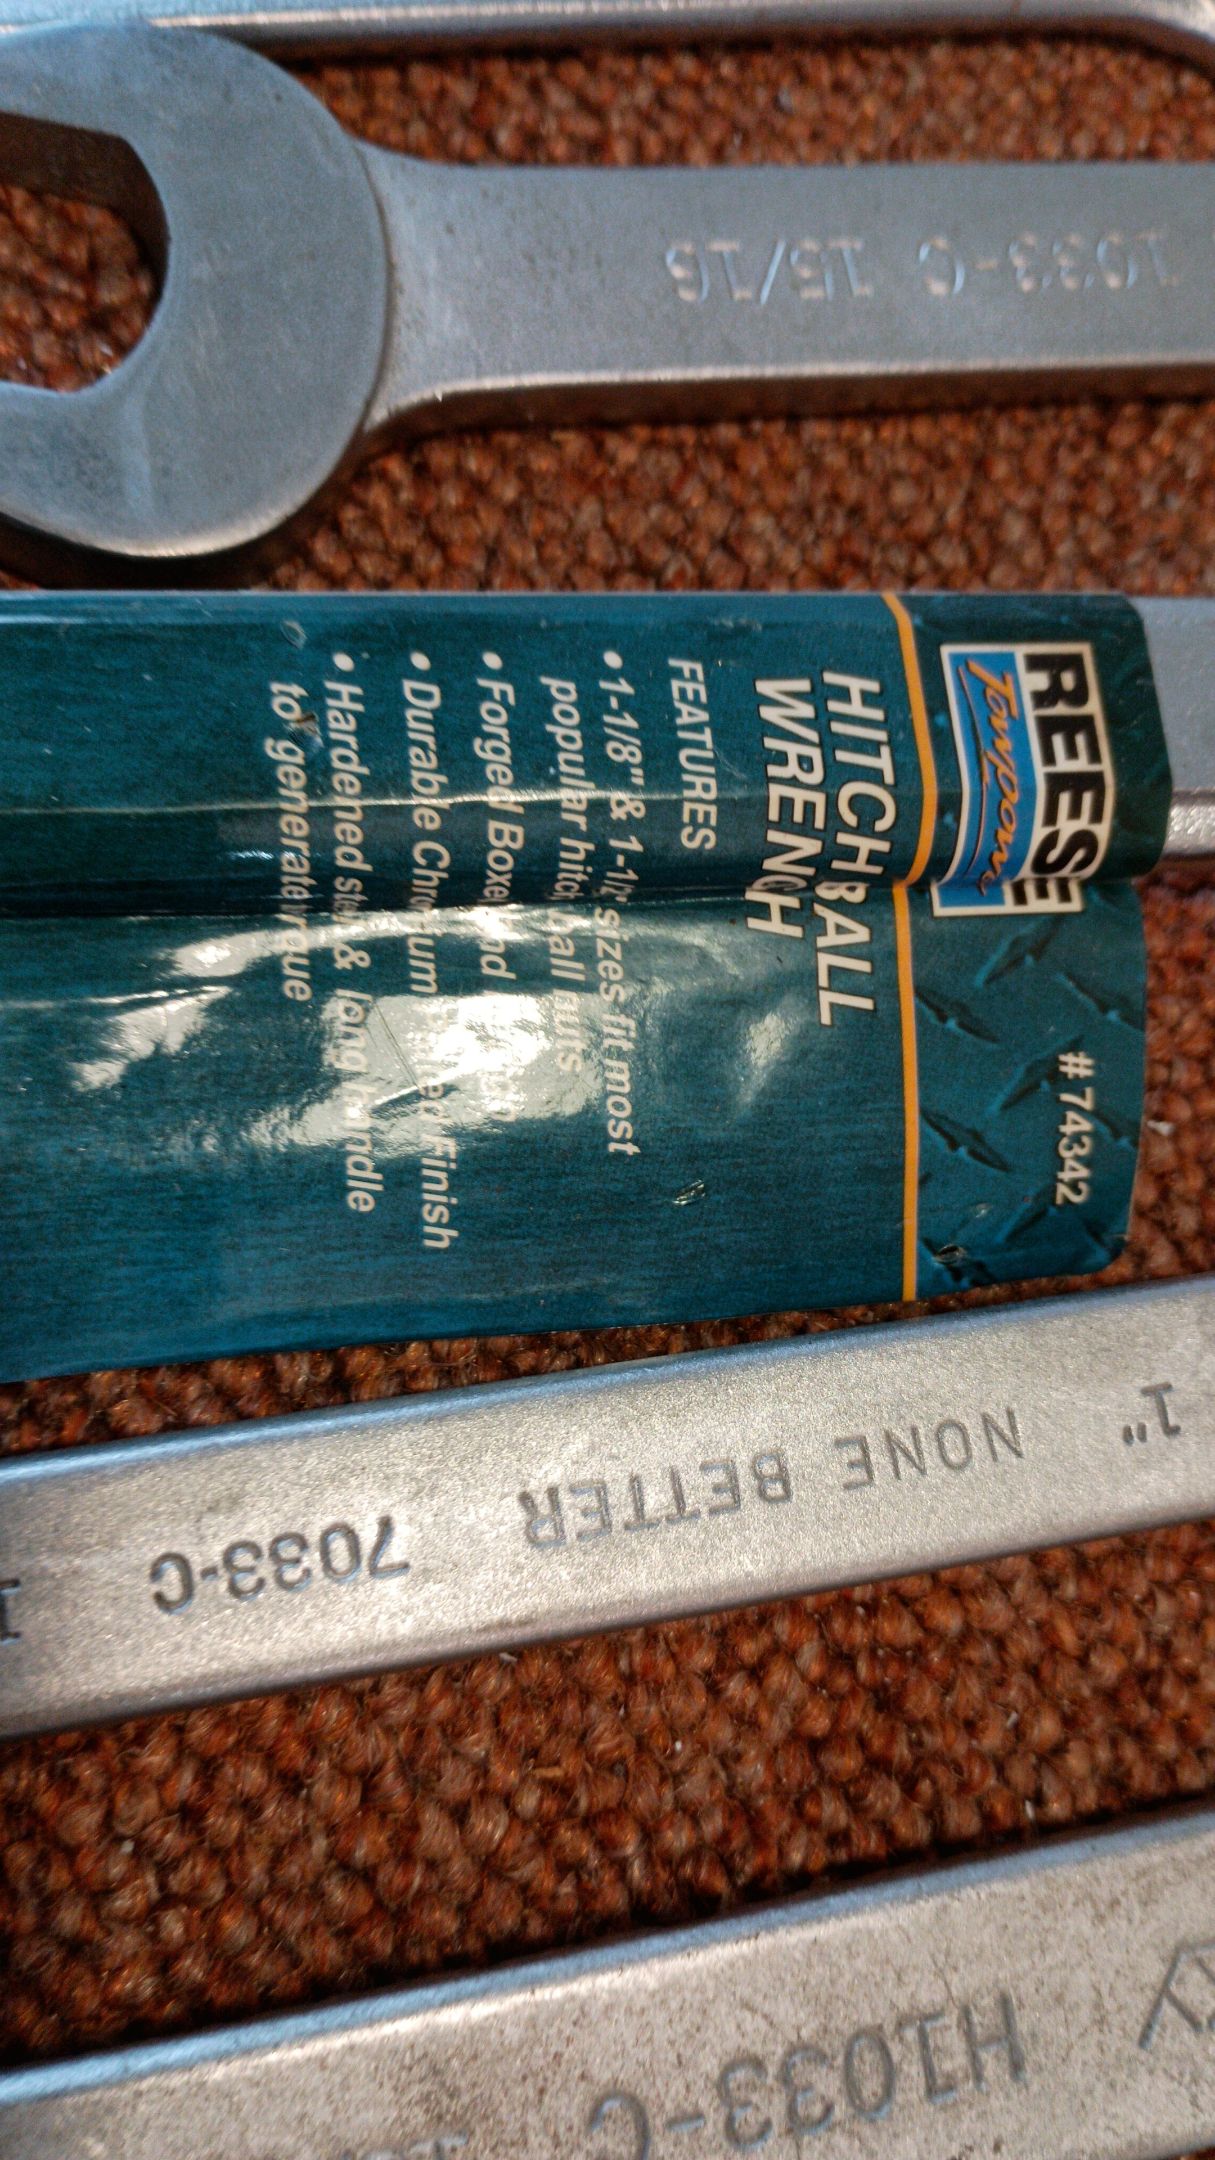 1033-C 15/16
REESE
Towpower
#74342
HITCH BALL
WRENCH
FEATURES
• 1-1/8" & 1-1/2" sizes fit most
popular hitch ball nuts
• Forged Boxed end
• Durable Chromium Plated Finish
• Hardened steel & long handle
to generate torque
1" NONE BETTER 7033-C
H1033-C